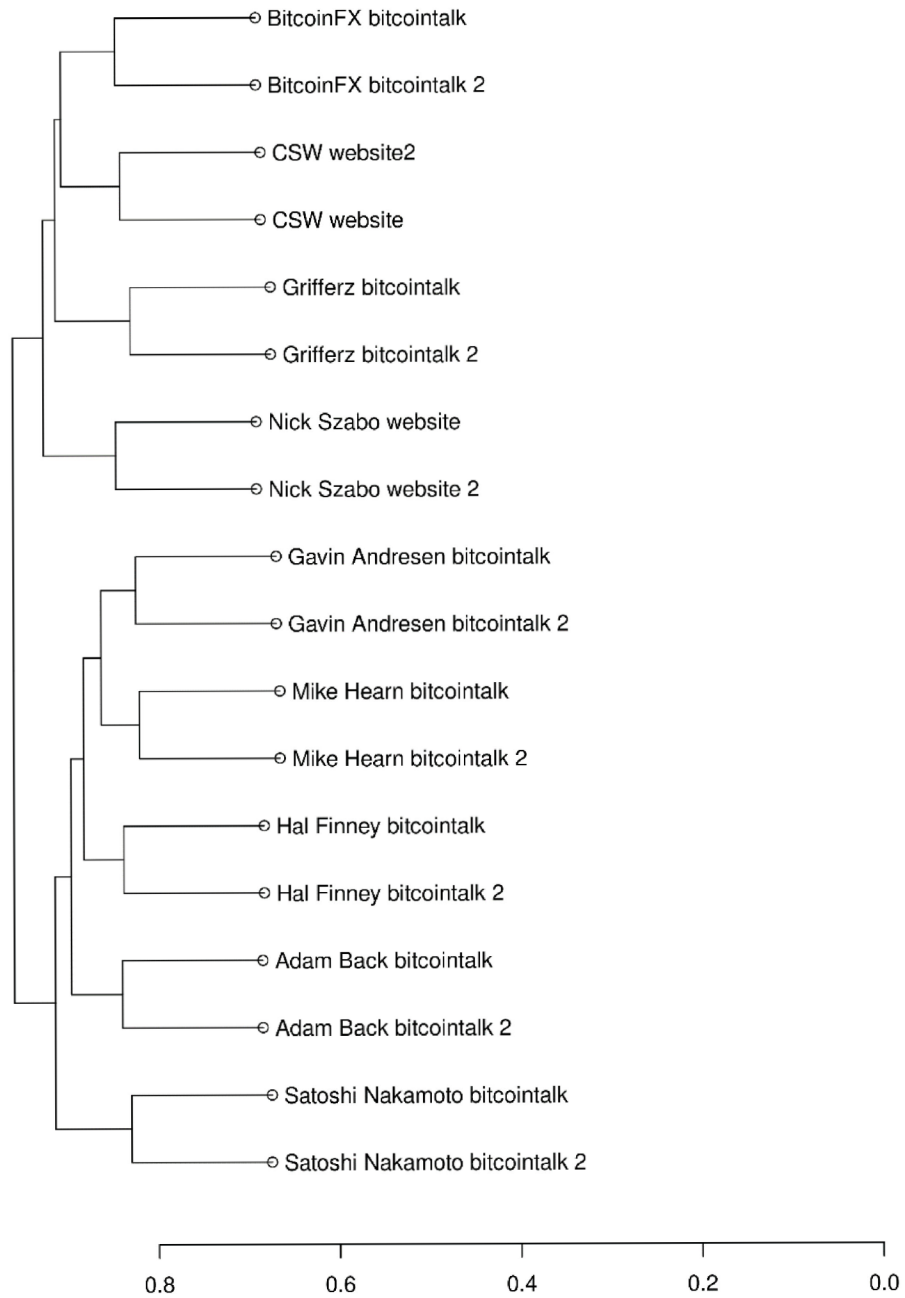 BitcoinFX bitcointalk
BitcoinFX bitcointalk 2
CSW website2
CSW website
Grifferz bitcointalk
Grifferz bitcointalk 2
Nick Szabo website
Nick Szabo website 2
Gavin Andresen bitcointalk
Gavin Andresen bitcointalk 2
Mike Hearn bitcointalk
Mike Hearn bitcointalk 2
Hal Finney bitcointalk
Hal Finney bitcointalk 2
Adam Back bitcointalk
Adam Back bitcointalk 2
Satoshi Nakamoto bitcointalk
Satoshi Nakamoto bitcointalk 2
0.8 0.6 0.4 0.2 0.0